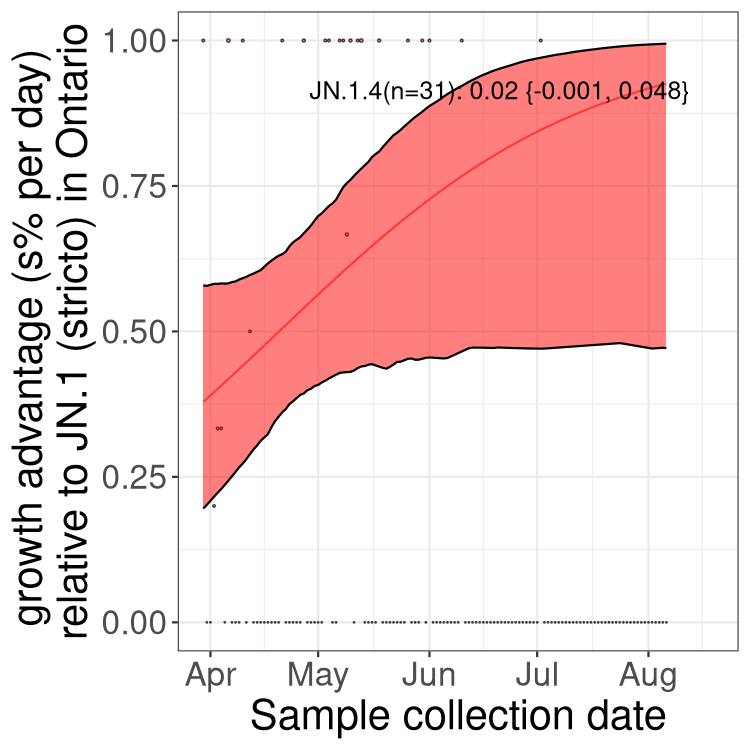 growth advantage (s% per day)
relative to JN.1 (stricto) in Ontario
1.00
0.75
0.50
0.25
0.00
JN.1.4(n=31): 0.02 {-0.001, 0.048}
Apr May Jun Jul Aug
Sample collection date